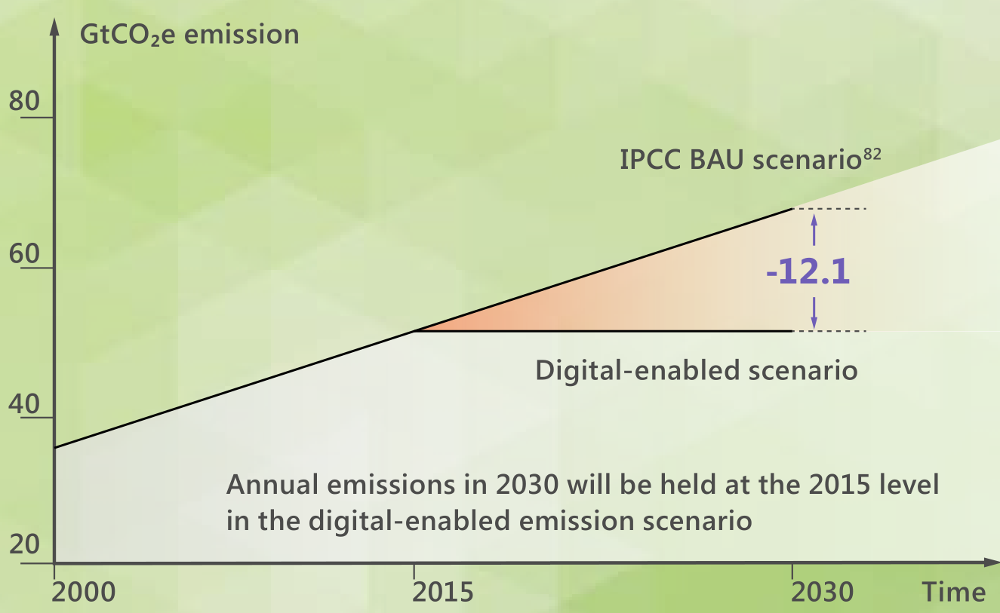 GtCO₂e emission
80
IPCC BAU scenario⁸²
60
-12.1
Digital-enabled scenario
40
Annual emissions in 2030 will be held at the 2015 level
in the digital-enabled emission scenario
20
2000 2015 2030 Time